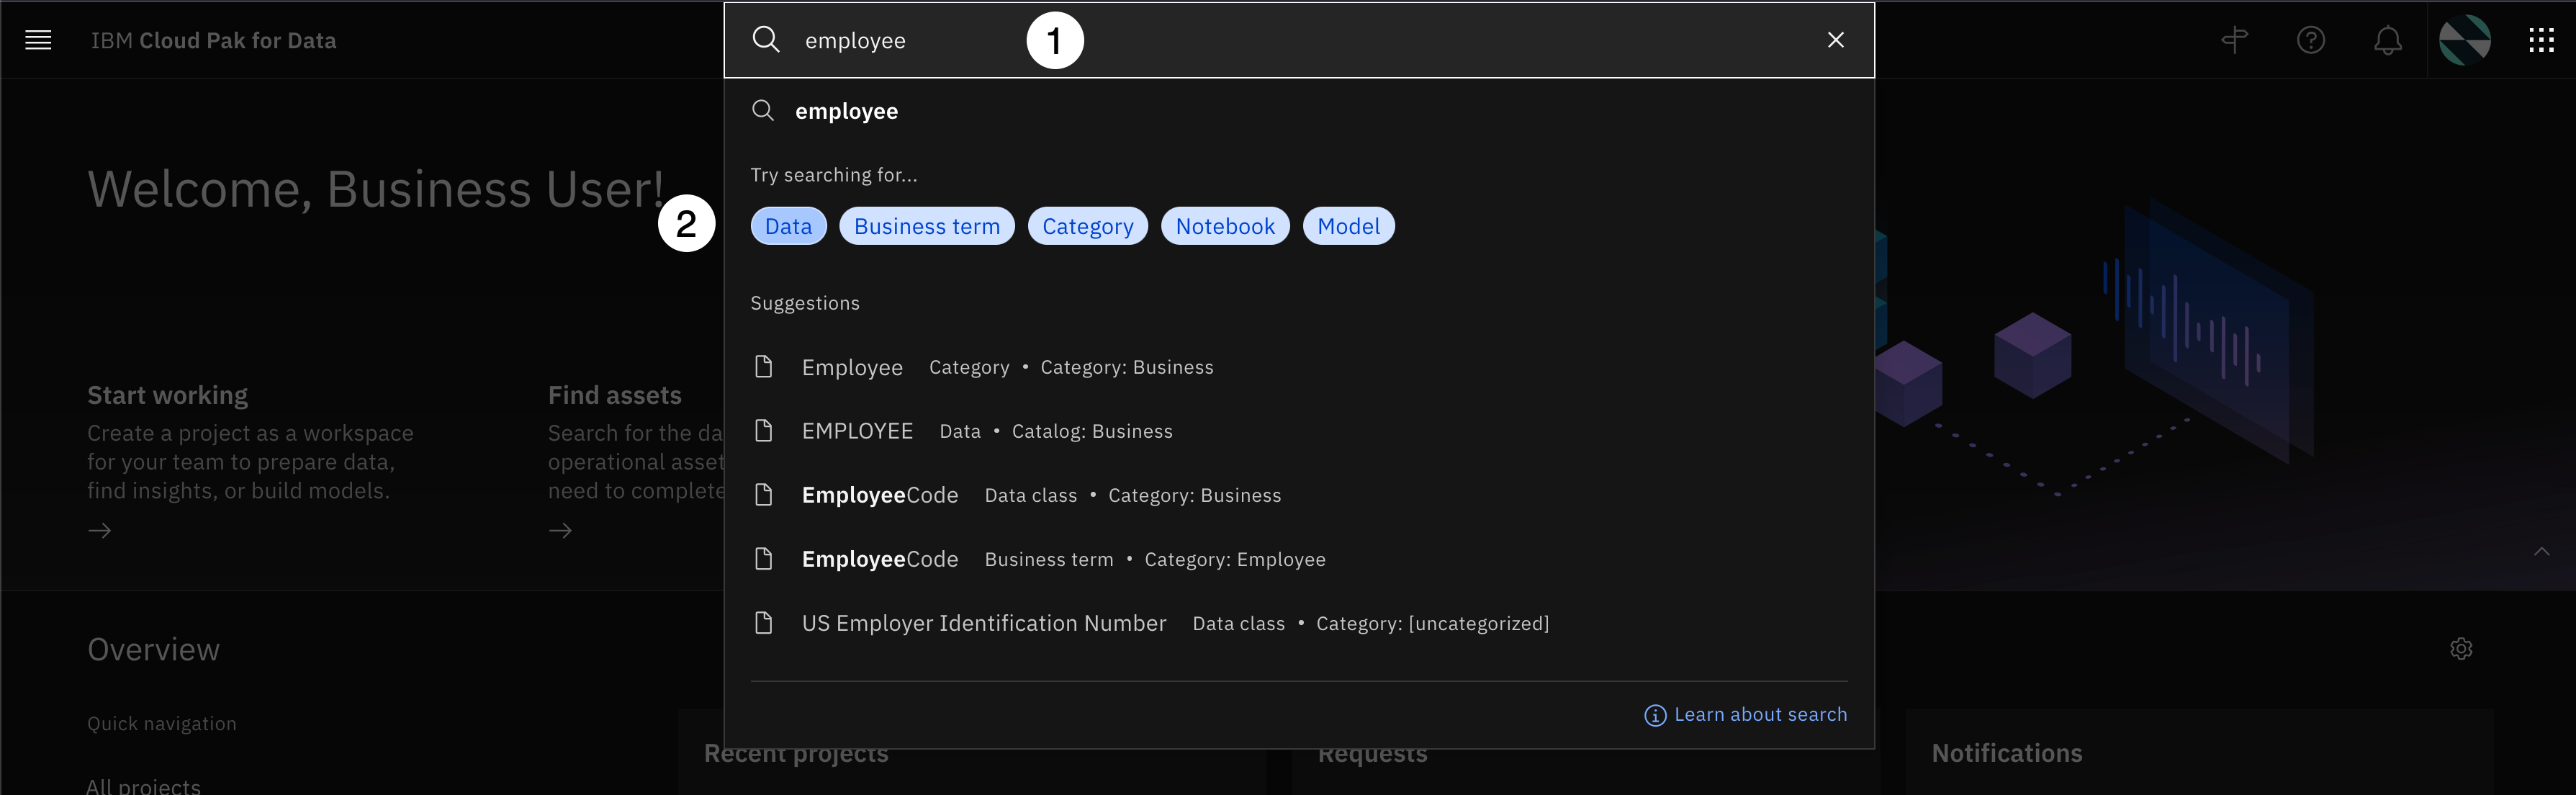 IBM Cloud Pak for Data
employee
1
employee
Try searching for...
2
Data
Business term
Category
Notebook
Model
Welcome, Business User!
Suggestions
Employee Category • Category: Business
EMPLOYEE Data • Catalog: Business
EmployeeCode Data class • Category: Business
EmployeeCode Business term • Category: Employee
US Employer Identification Number Data class • Category: [uncategorized]
Learn about search
Start working
Create a project as a workspace
for your team to prepare data,
find insights, or build models.
Find assets
Search for the da
operational asset
need to complete
Overview
Quick navigation
All projects
Recent projects
Requests
Notifications